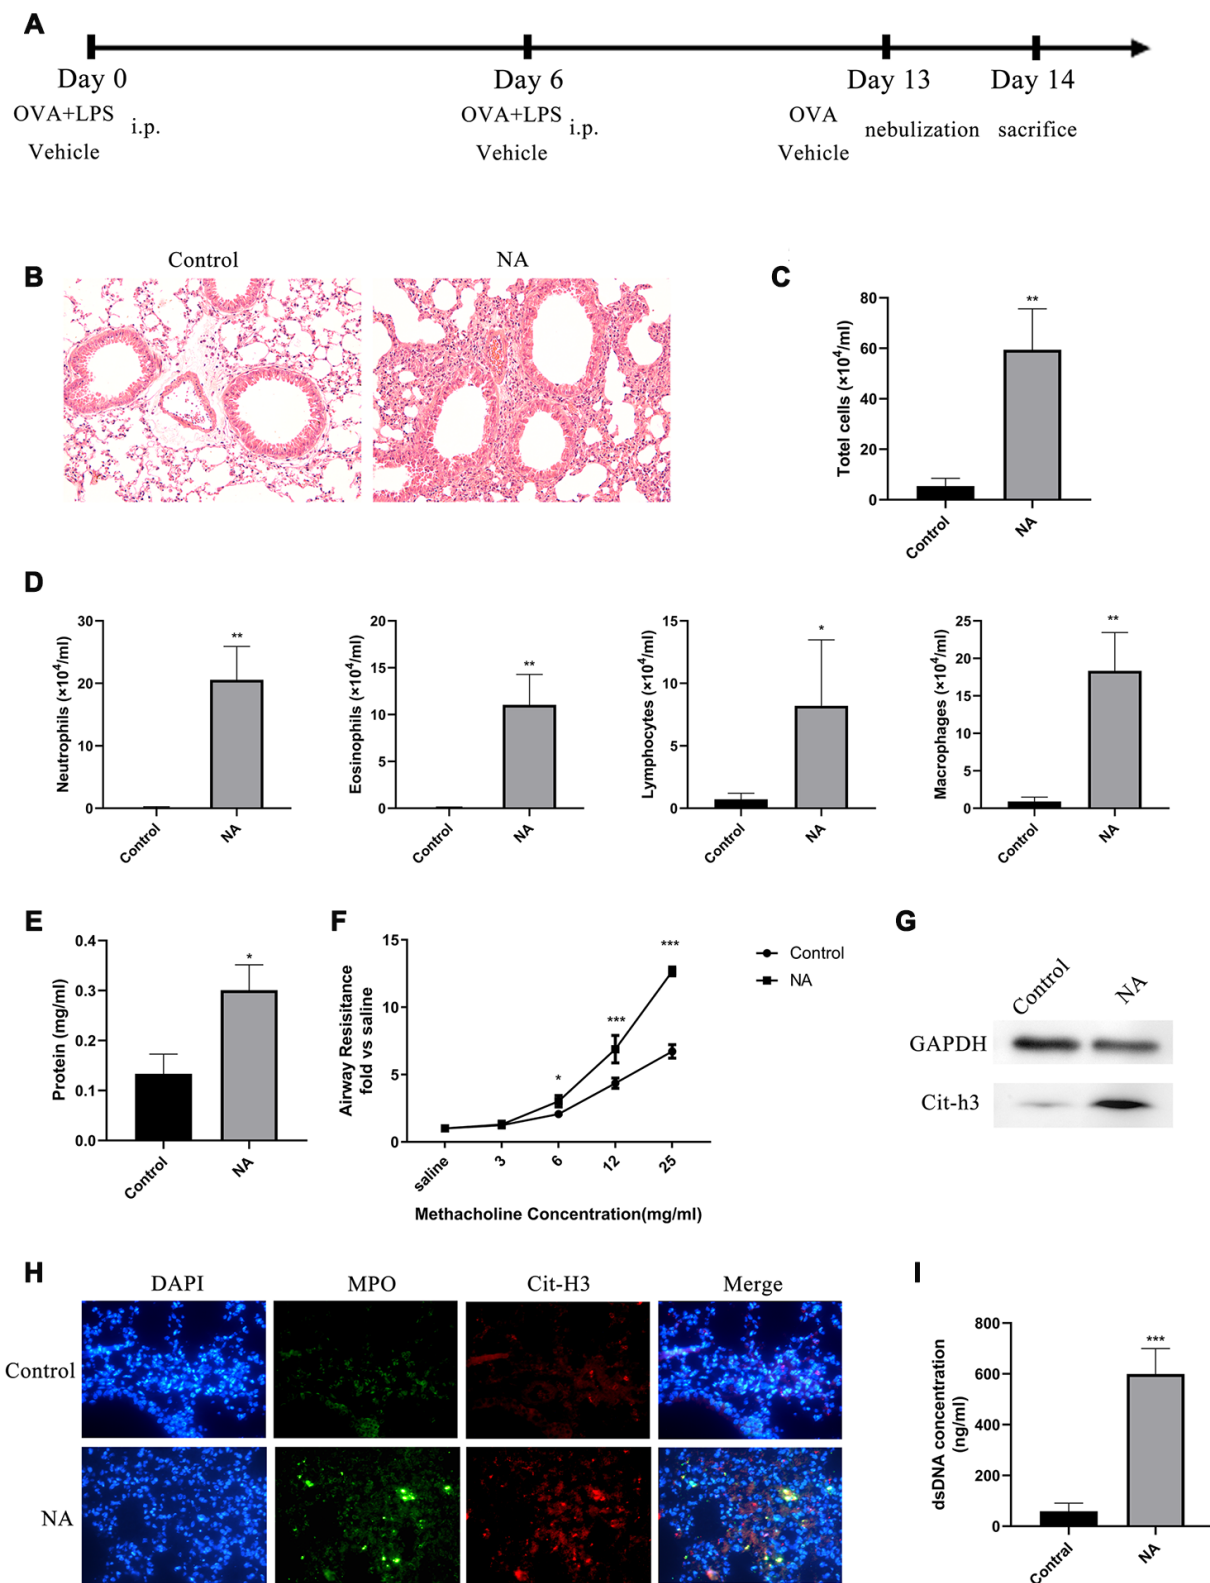 A
Day 0
Day 6
Day 13
Day 14
OVA+LPS
Vehicle
i.p.
OVA+LPS
Vehicle
i.p.
OVA
Vehicle
nebulization
sacrifice
B
Control
NA
C
Totel cells (×10⁴/ml)
80
60
40
20
0
**
Control
NA
D
Neutrophils (×10⁴/ml)
30
20
10
0
**
Control
NA
Eosinophils (×10⁴/ml)
20
15
10
5
0
**
Control
NA
Lymphocytes (×10⁴/ml)
15
10
5
0
*
Control
NA
Macrophages (×10⁴/ml)
25
20
15
10
5
0
**
Control
NA
E
Protein (mg/ml)
0.4
0.3
0.2
0.1
0.0
*
Control
NA
F
Airway Resisitance
fold vs saline
15
10
5
0
*
***
***
saline
3
6
12
25
Methacholine Concentration(mg/ml)
Control
NA
G
Control
NA
GAPDH
Cit-h3
H
DAPI
MPO
Cit-H3
Merge
Control
NA
I
dsDNA concentration
(ng/ml)
800
600
400
200
0
***
Contral
NA